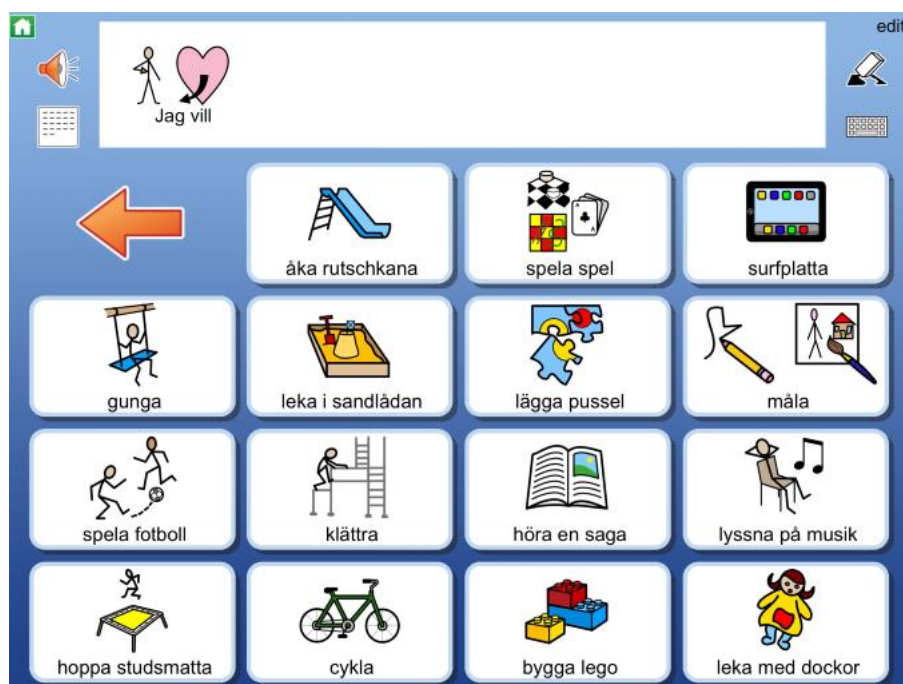 edit
Jag vill
åka rutschkana
spela spel
surfplatta
gunga
leka i sandlådan
lägga pussel
måla
spela fotboll
klättra
höra en saga
lyssna på musik
hoppa studsmatta
cykla
bygga lego
leka med dockor